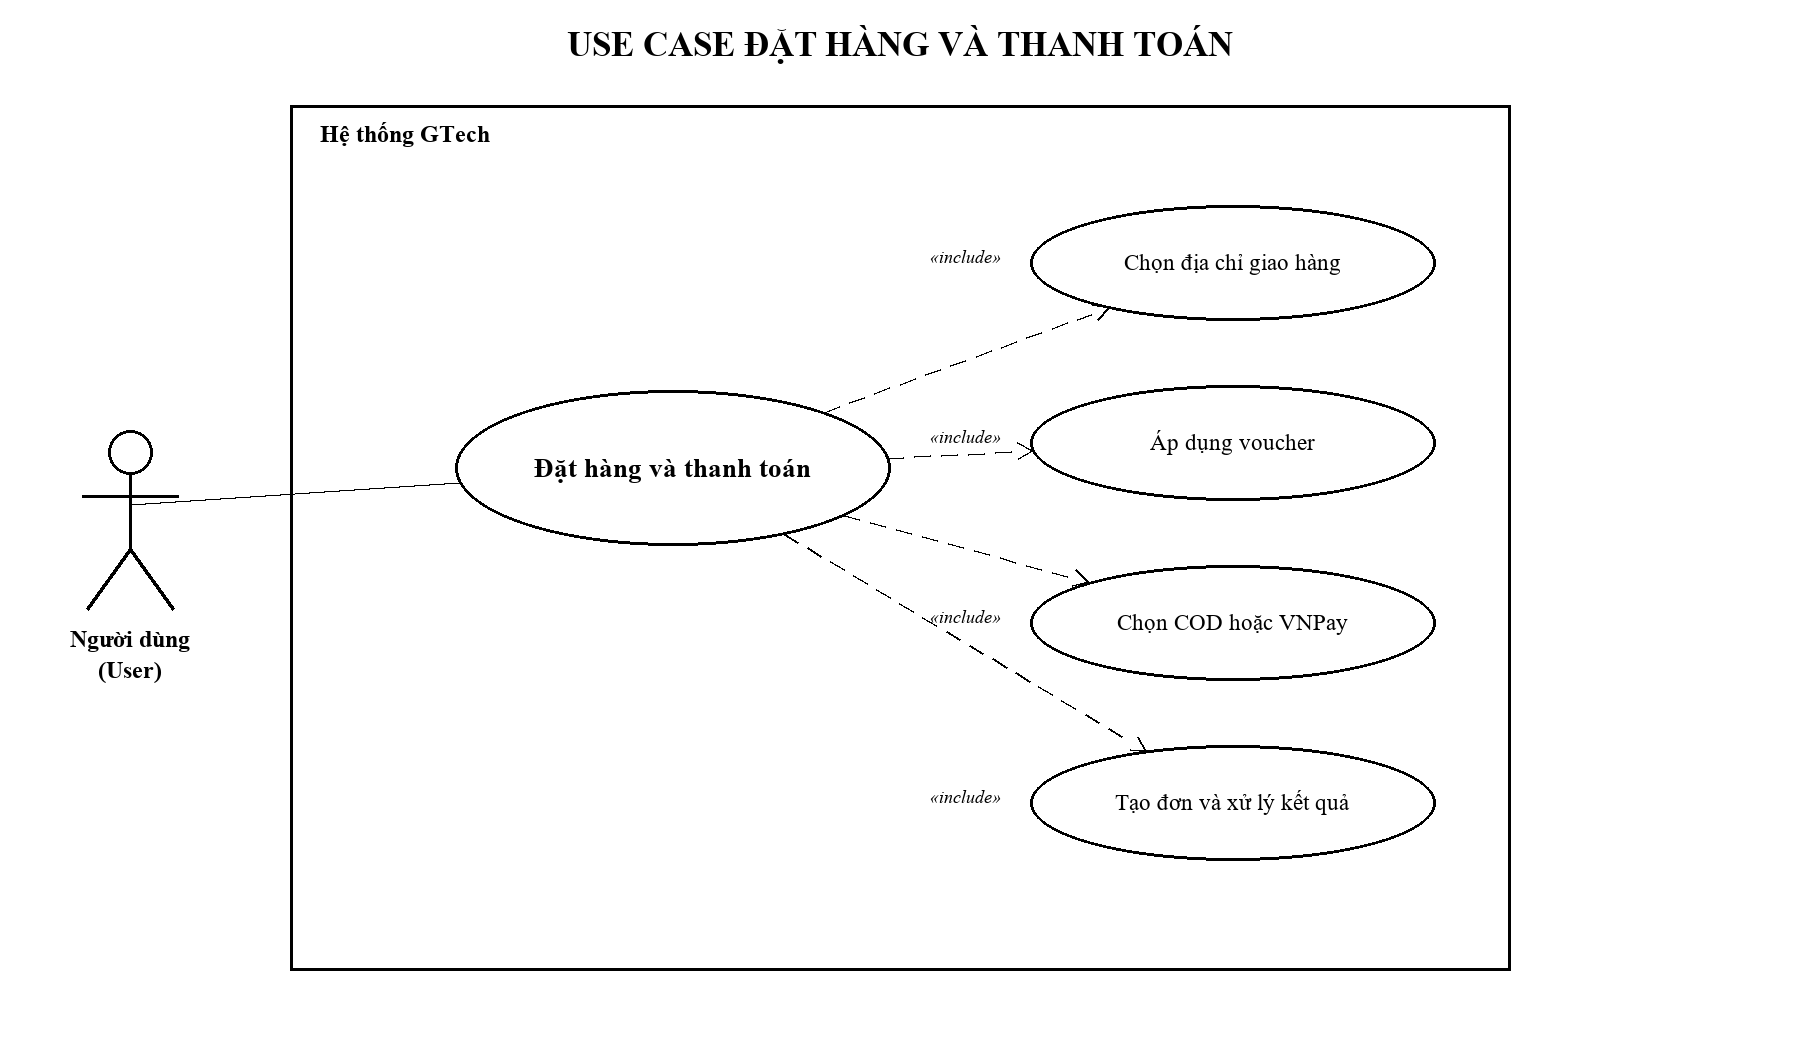 USE CASE ĐẶT HÀNG VÀ THANH TOÁN
Hệ thống GTech
«include»
Chọn địa chỉ giao hàng
«include»
Áp dụng voucher
Đặt hàng và thanh toán
«include»
Chọn COD hoặc VNPay
Người dùng
(User)
«include»
Tạo đơn và xử lý kết quả